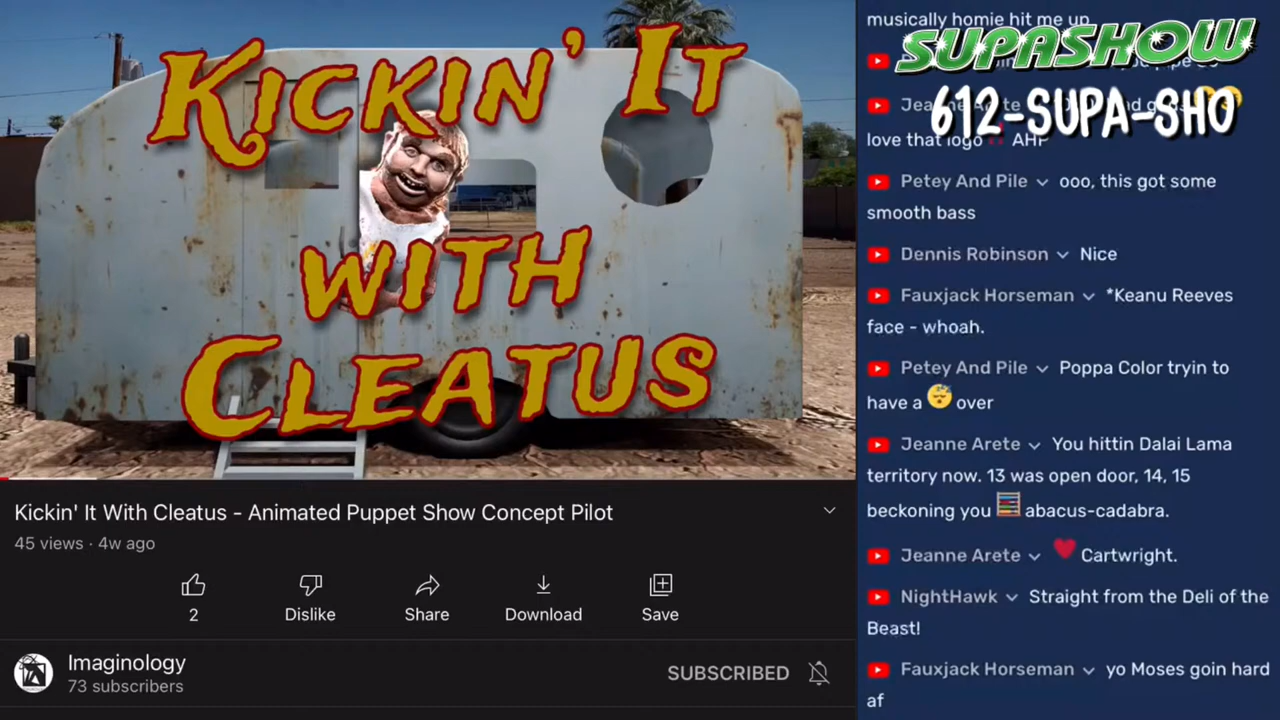 KICKIN' IT
WITH
CLEATUS
Kickin' It With Cleatus - Animated Puppet Show Concept Pilot
45 views · 4w ago
2
Dislike
Share
Download
Save
Imaginology
73 subscribers
SUBSCRIBED
musically homie hit me up
SUPASHOW
612-SUPA-SHO
love that logo AHP
Petey And Pile ooo, this got some
smooth bass
Dennis Robinson Nice
Fauxjack Horseman *Keanu Reeves
face - whoah.
Petey And Pile Poppa Color tryin to
have a 😴 over
Jeanne Arete You hittin Dalai Lama
territory now. 13 was open door, 14, 15
beckoning you 🧮 abacus-cadabra.
Jeanne Arete ❤️ Cartwright.
NightHawk Straight from the Deli of the
Beast!
Fauxjack Horseman yo Moses goin hard
af